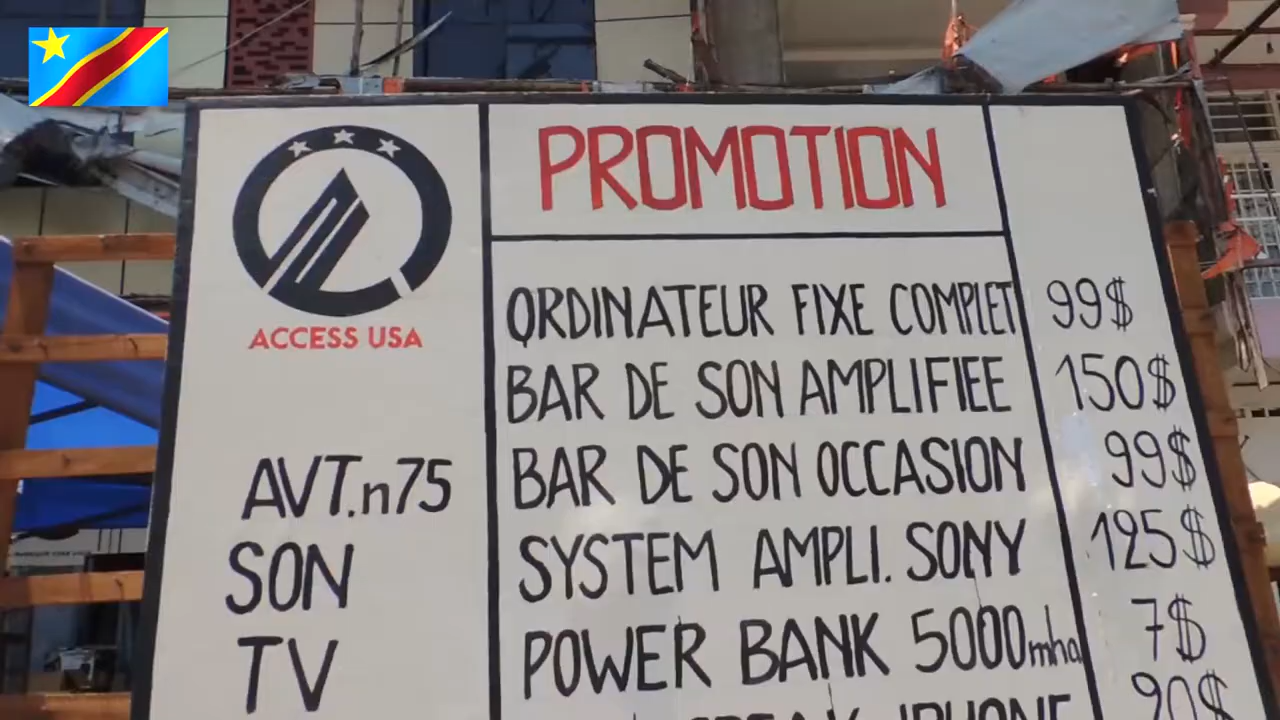 ACCESS USA
AVT.n75
SON
TV
PROMOTION
ORDINATEUR FIXE COMPLET 99$
BAR DE SON AMPLIFIEE 150$
BAR DE SON OCCASION 99$
SYSTEM AMPLI. SONY 125$
POWER BANK 5000mha 7$
IPHONE 90$